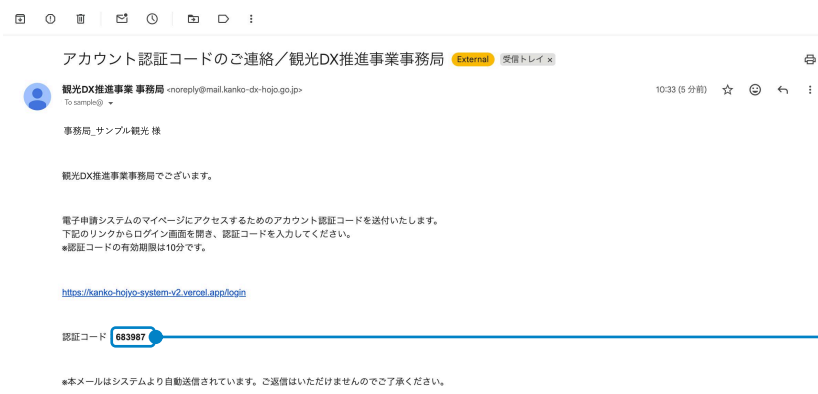 アカウント認証コードのご連絡／観光DX推進事業事務局 External 受信トレイ ×
観光DX推進事業 事務局 <noreply@mail.kanko-dx-hojo.go.jp> 10:33 (5 分前)
To sample@
事務局_サンプル観光 様
観光DX推進事業事務局でございます。
電子申請システムのマイページにアクセスするためのアカウント認証コードを送付いたします。
下記のリンクからログイン画面を開き、認証コードを入力してください。
※認証コードの有効期限は10分です。
https://kanko-hojyo-system-v2.vercel.app/login
認証コード 683987
※本メールはシステムより自動送信されています。ご返信はいただけませんのでご了承ください。